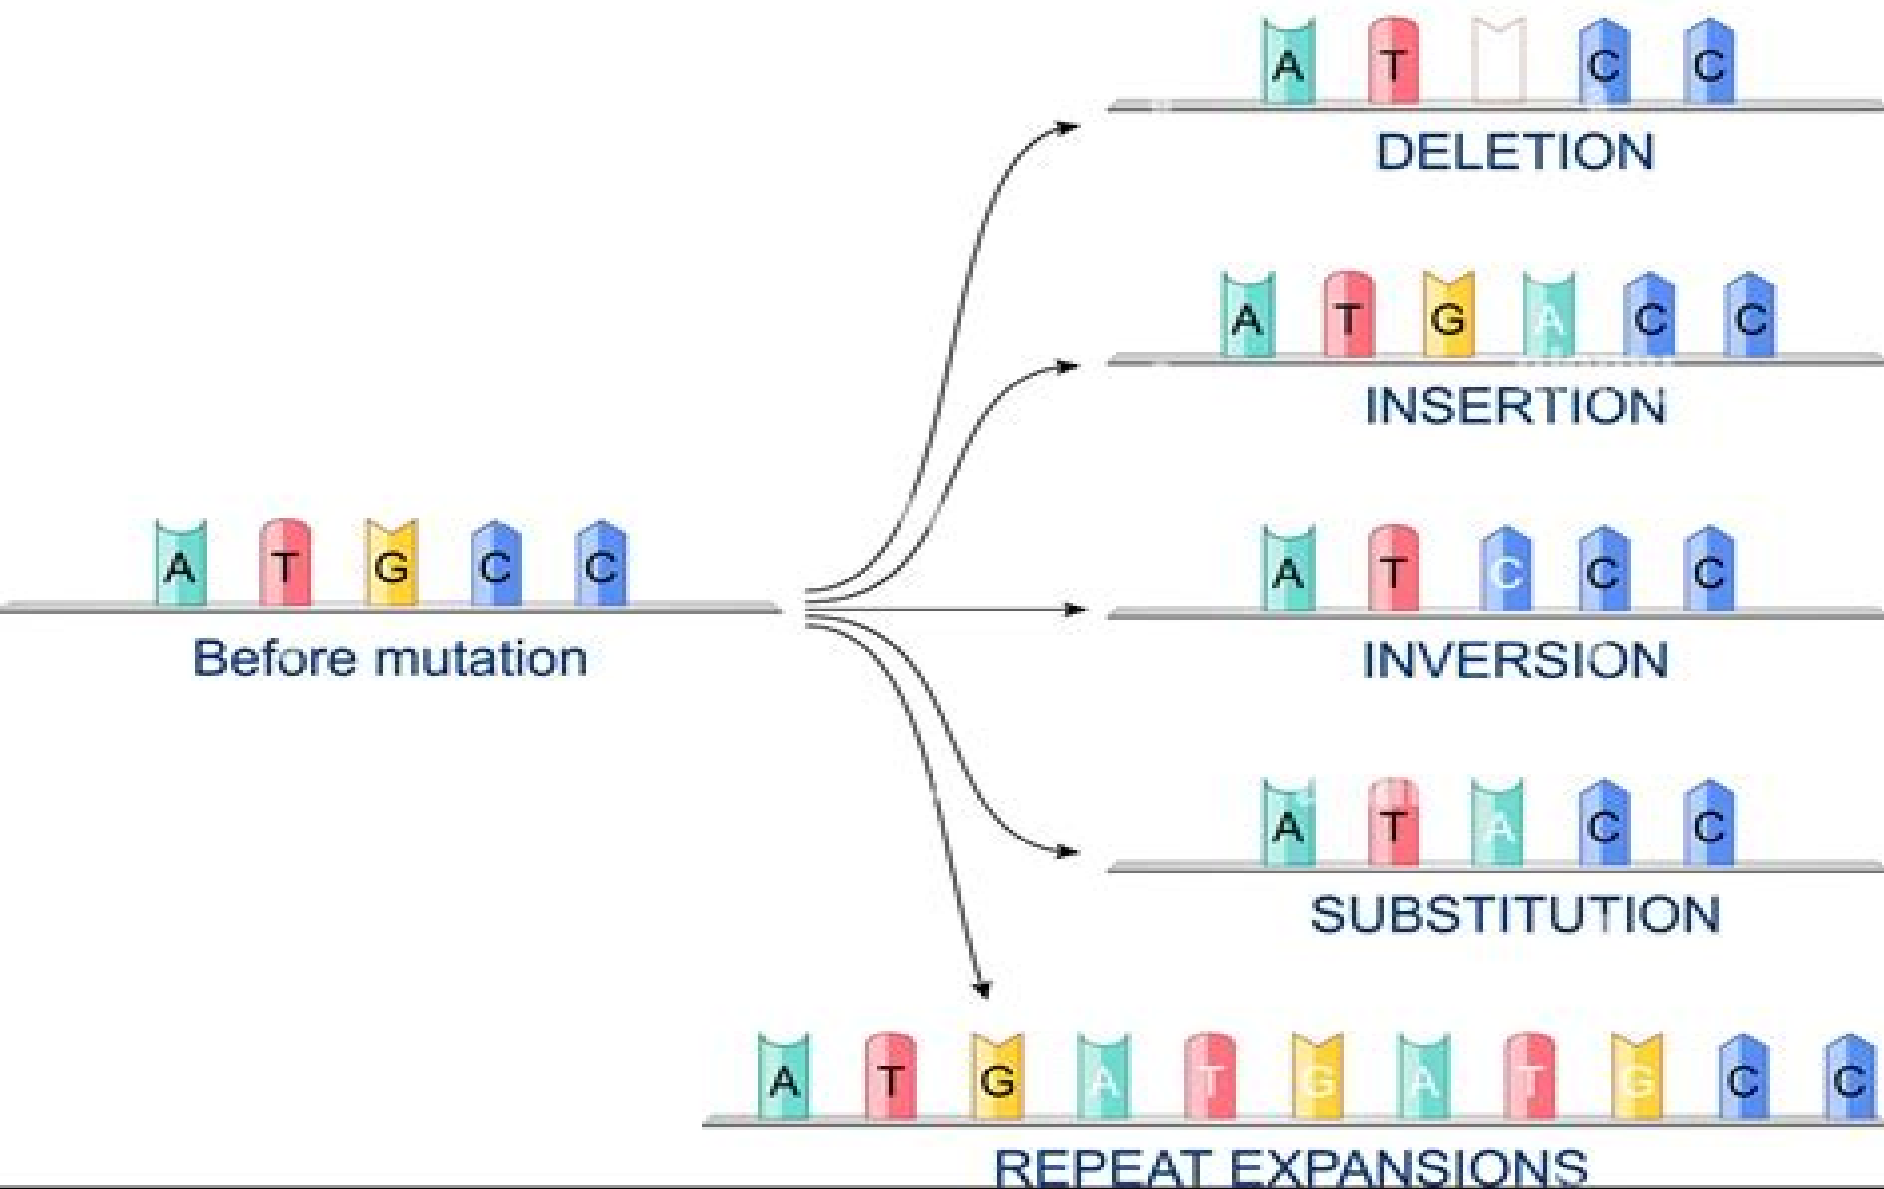 A T C C
DELETION
A T G A C C
INSERTION
A T G C C
Before mutation
A T C C C
INVERSION
A T A C C
SUBSTITUTION
A T G A T G A T G C C
REPEAT EXPANSIONS